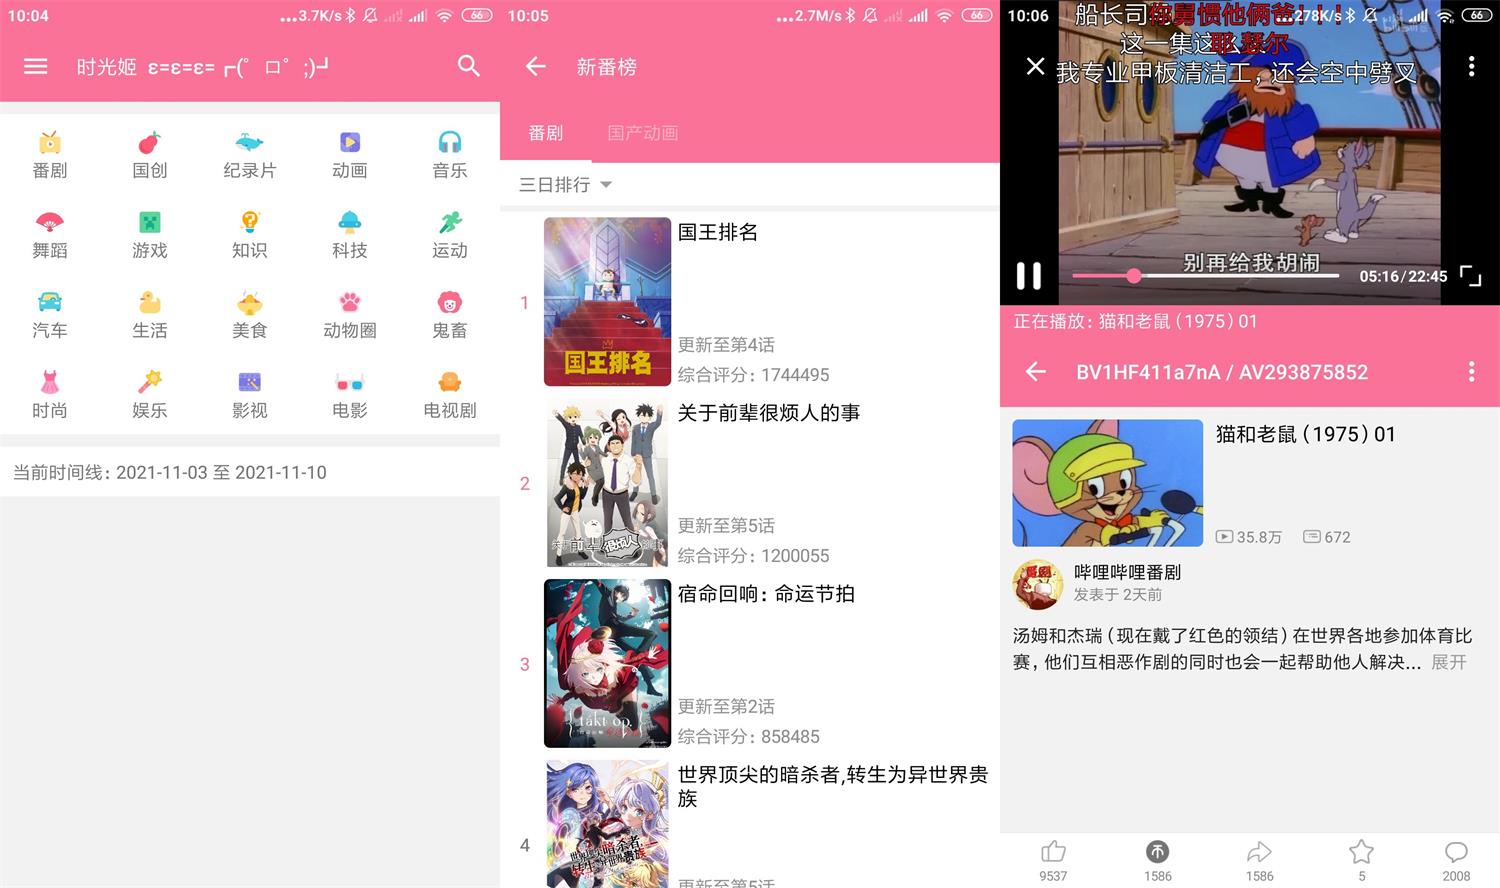 10:04
...3.7K/s
66
时光姬 ε=ε=ε=┏(゜ロ゜;)┛
番剧
国创
纪录片
动画
音乐
舞蹈
游戏
知识
科技
运动
汽车
生活
美食
动物圈
鬼畜
时尚
娱乐
影视
电影
电视剧
当前时间线: 2021-11-03 至 2021-11-10
10:05
...2.7M/s
66
新番榜
番剧
国产动画
三日排行
1
国王排名
国王排名
更新至第4话
综合评分: 1744495
2
关于前辈很烦人的事
关于前辈很烦人的事
更新至第5话
综合评分: 1200055
3
takt op.
宿命回响: 命运节拍
更新至第2话
综合评分: 858485
4
世界顶尖的暗杀者,转生为异世界贵
族
更新至第5话
10:06
278K/s
66
船长司
你舅惯他俩爸!!!
这一集这么
耶 瑟尔
我专业甲板清洁工, 还会空中劈叉
别再给我胡闹
05:16/22:45
正在播放: 猫和老鼠 (1975) 01
BV1HF411a7nA / AV293875852
猫和老鼠 (1975) 01
35.8万
672
番剧
哔哩哔哩番剧
发表于 2天前
汤姆和杰瑞 (现在戴了红色的领结) 在世界各地参加体育比
赛, 他们互相恶作剧的同时也会一起帮助他人解决... 展开
9537
1586
1586
5
2008